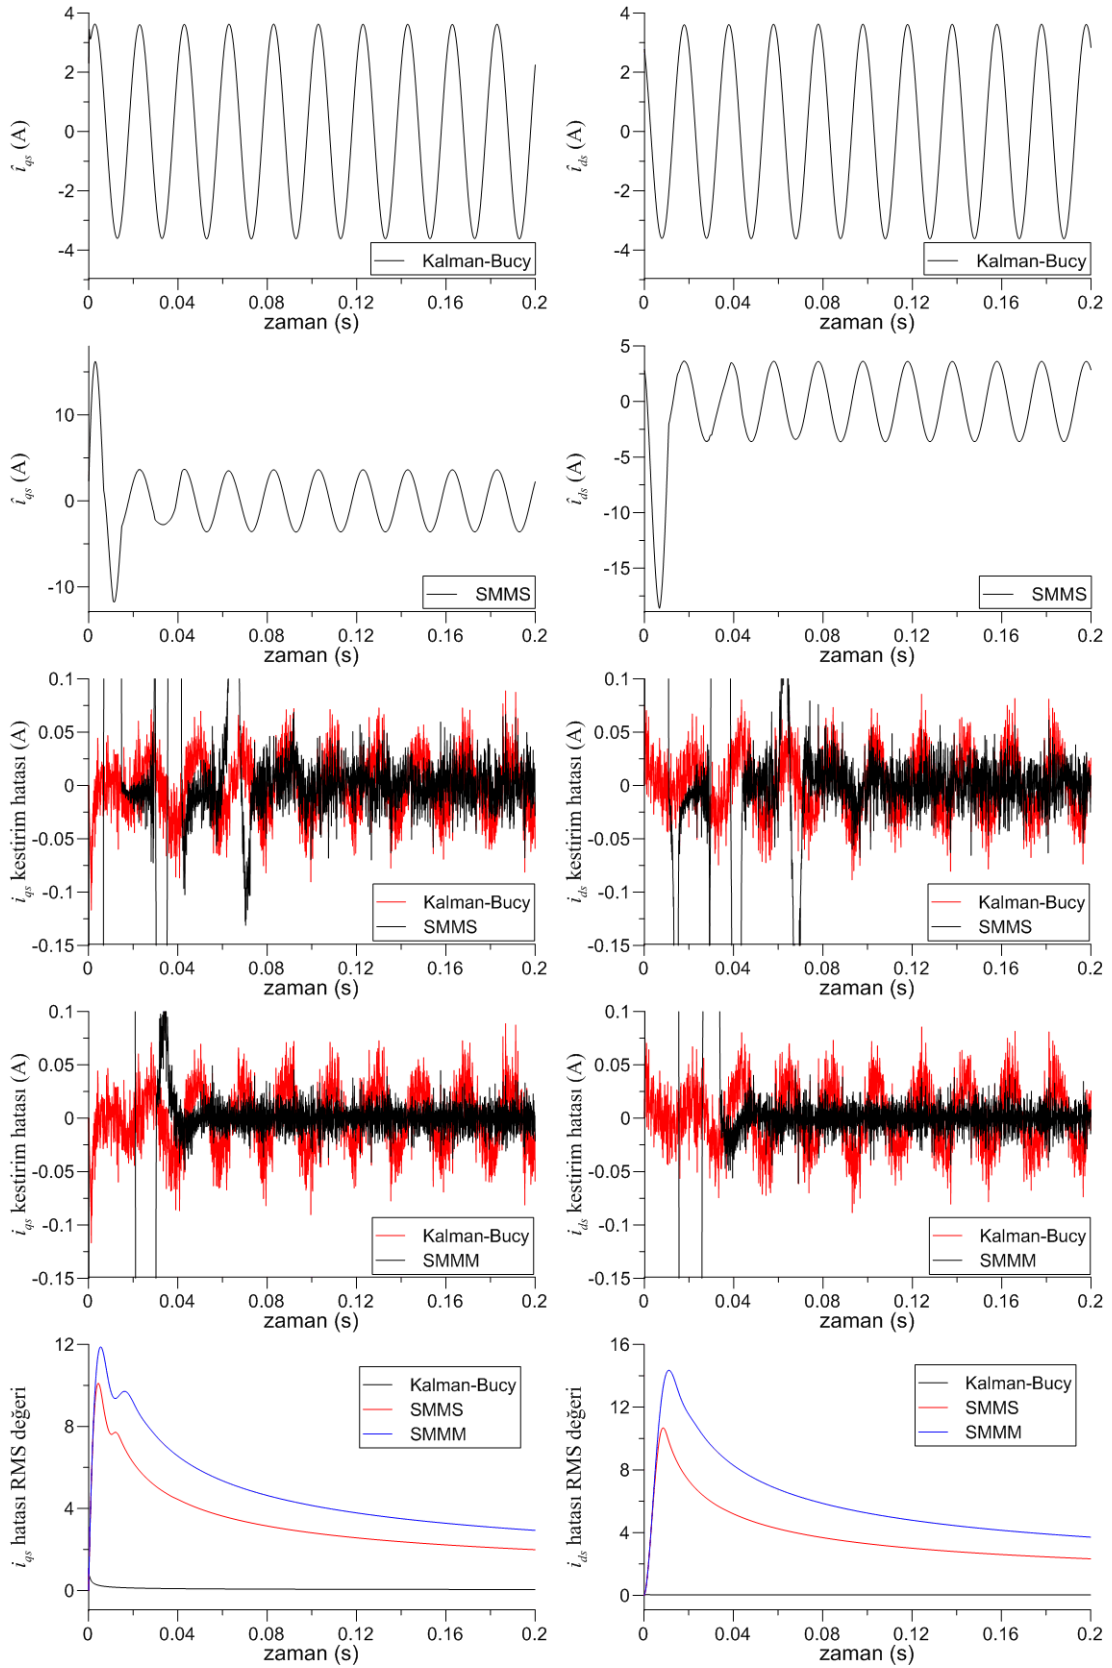 4
2
0
-2
-4
î_qs (A)
Kalman-Bucy
0 0.04 0.08 0.12 0.16 0.2
zaman (s)
4
2
0
-2
-4
î_ds (A)
Kalman-Bucy
0 0.04 0.08 0.12 0.16 0.2
zaman (s)
10
0
-10
î_qs (A)
SMMS
0 0.04 0.08 0.12 0.16 0.2
zaman (s)
5
0
-5
-10
-15
î_ds (A)
SMMS
0 0.04 0.08 0.12 0.16 0.2
zaman (s)
0.1
0.05
0
-0.05
-0.1
-0.15
i_qs kestirim hatası (A)
Kalman-Bucy
SMMS
0 0.04 0.08 0.12 0.16 0.2
zaman (s)
0.1
0.05
0
-0.05
-0.1
-0.15
i_ds kestirim hatası (A)
Kalman-Bucy
SMMS
0 0.04 0.08 0.12 0.16 0.2
zaman (s)
0.1
0.05
0
-0.05
-0.1
-0.15
i_qs kestirim hatası (A)
Kalman-Bucy
SMMM
0 0.04 0.08 0.12 0.16 0.2
zaman (s)
0.1
0.05
0
-0.05
-0.1
-0.15
i_ds kestirim hatası (A)
Kalman-Bucy
SMMM
0 0.04 0.08 0.12 0.16 0.2
zaman (s)
12
8
4
0
i_qs hatası RMS değeri
Kalman-Bucy
SMMS
SMMM
0 0.04 0.08 0.12 0.16 0.2
zaman (s)
16
12
8
4
0
i_ds hatası RMS değeri
Kalman-Bucy
SMMS
SMMM
0 0.04 0.08 0.12 0.16 0.2
zaman (s)